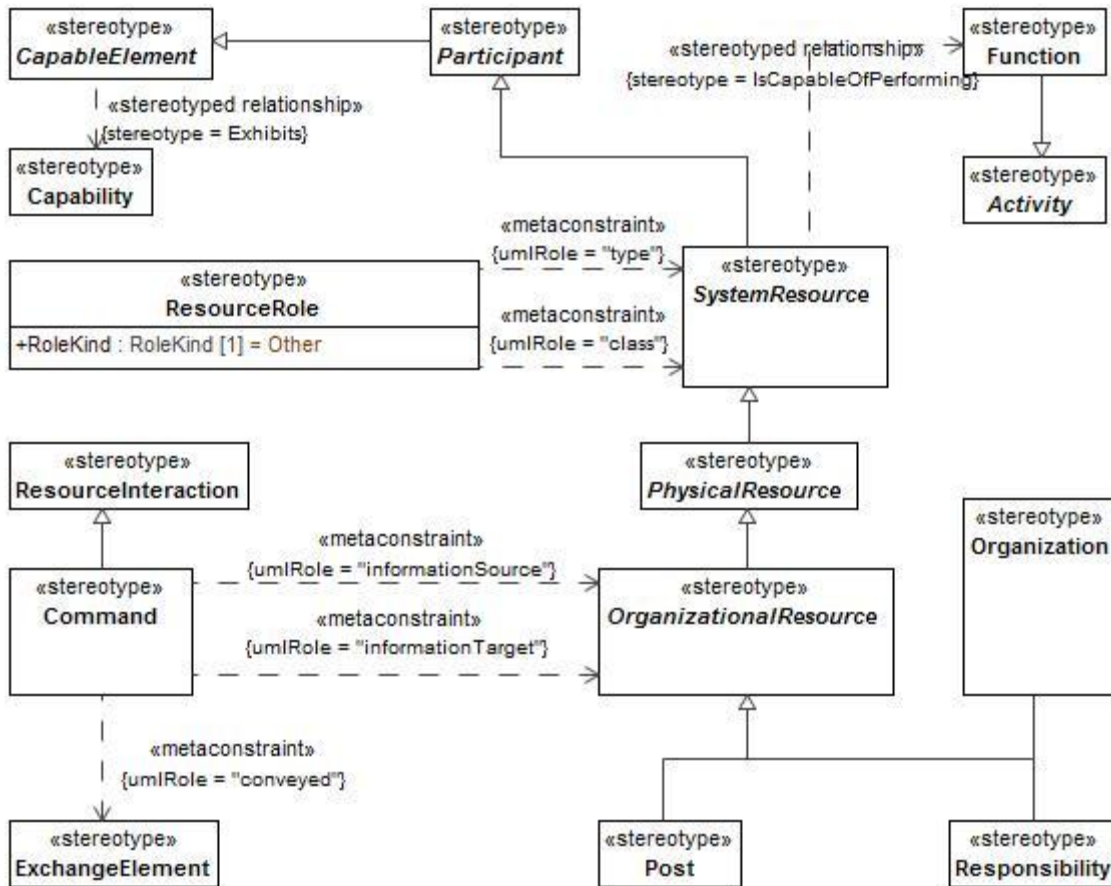 «stereotype»
CapableElement
«stereotype»
Participant
«stereotyped relationship»
{stereotype = IsCapableOfPerforming}
«stereotype»
Function
«stereotyped relationship»
{stereotype = Exhibits}
«stereotype»
Capability
«stereotype»
Activity
«stereotype»
ResourceRole
+RoleKind : RoleKind [1] = Other
«metaconstraint»
{umlRole = "type"}
«metaconstraint»
{umlRole = "class"}
«stereotype»
SystemResource
«stereotype»
ResourceInteraction
«stereotype»
PhysicalResource
«stereotype»
Organization
«stereotype»
Command
«metaconstraint»
{umlRole = "informationSource"}
«metaconstraint»
{umlRole = "informationTarget"}
«stereotype»
OrganizationalResource
«metaconstraint»
{umlRole = "conveyed"}
«stereotype»
ExchangeElement
«stereotype»
Post
«stereotype»
Responsibility